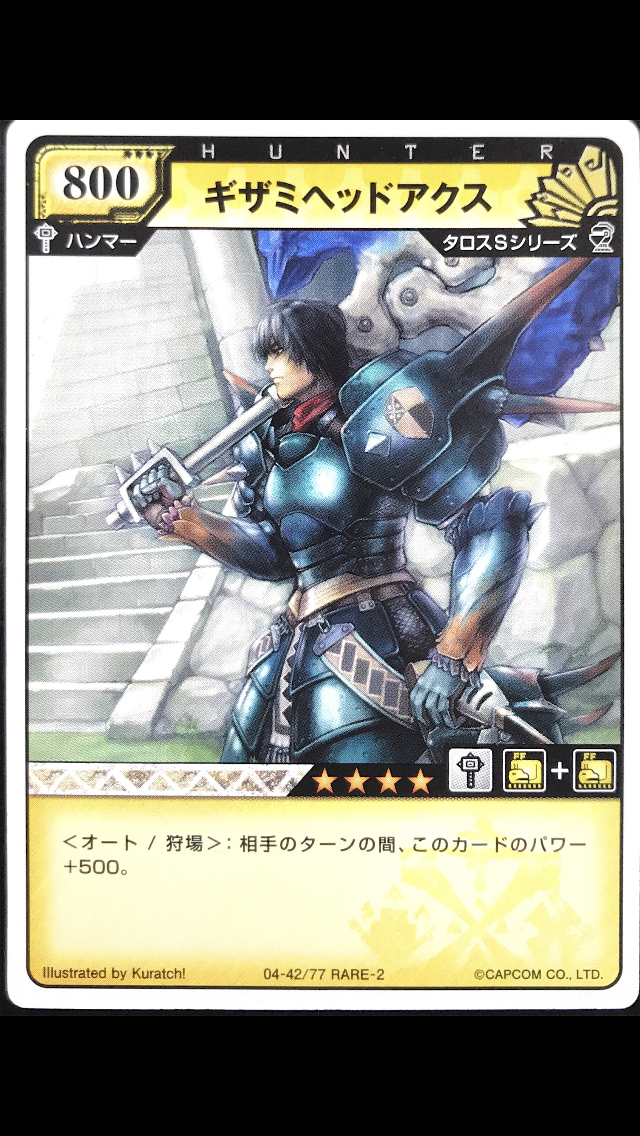 HUNTER
800
ギザミヘッドアクス
ハンマー
タロスSシリーズ
＜オート / 狩場＞：相手のターンの間、このカードのパワー
+500。
Illustrated by Kuratch!
04-42/77 RARE-2
©CAPCOM CO., LTD.